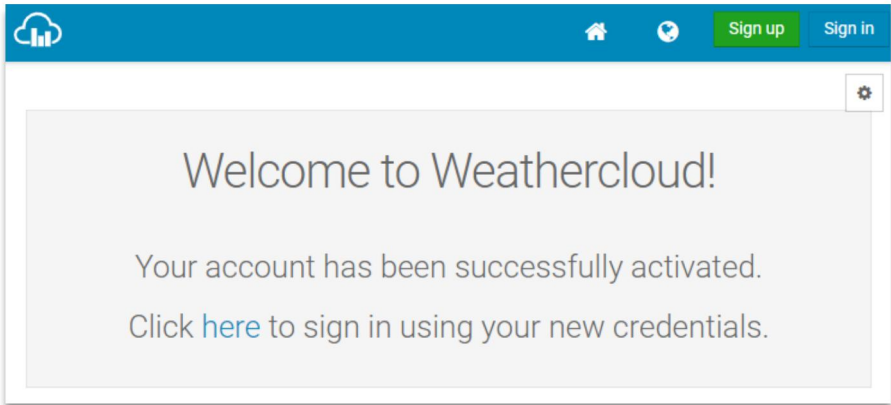 Sign up Sign in
Welcome to Weathercloud!
Your account has been successfully activated.
Click here to sign in using your new credentials.